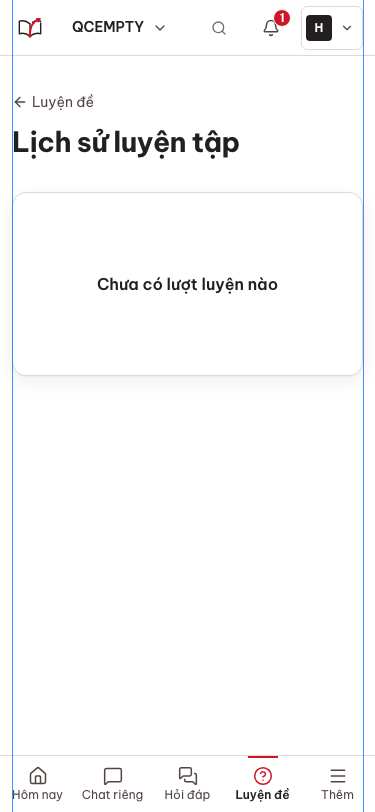 QCEMPTY
1
H
Luyện đề
Lịch sử luyện tập
Chưa có lượt luyện nào
Hôm nay
Chat riêng
Hỏi đáp
Luyện đề
Thêm